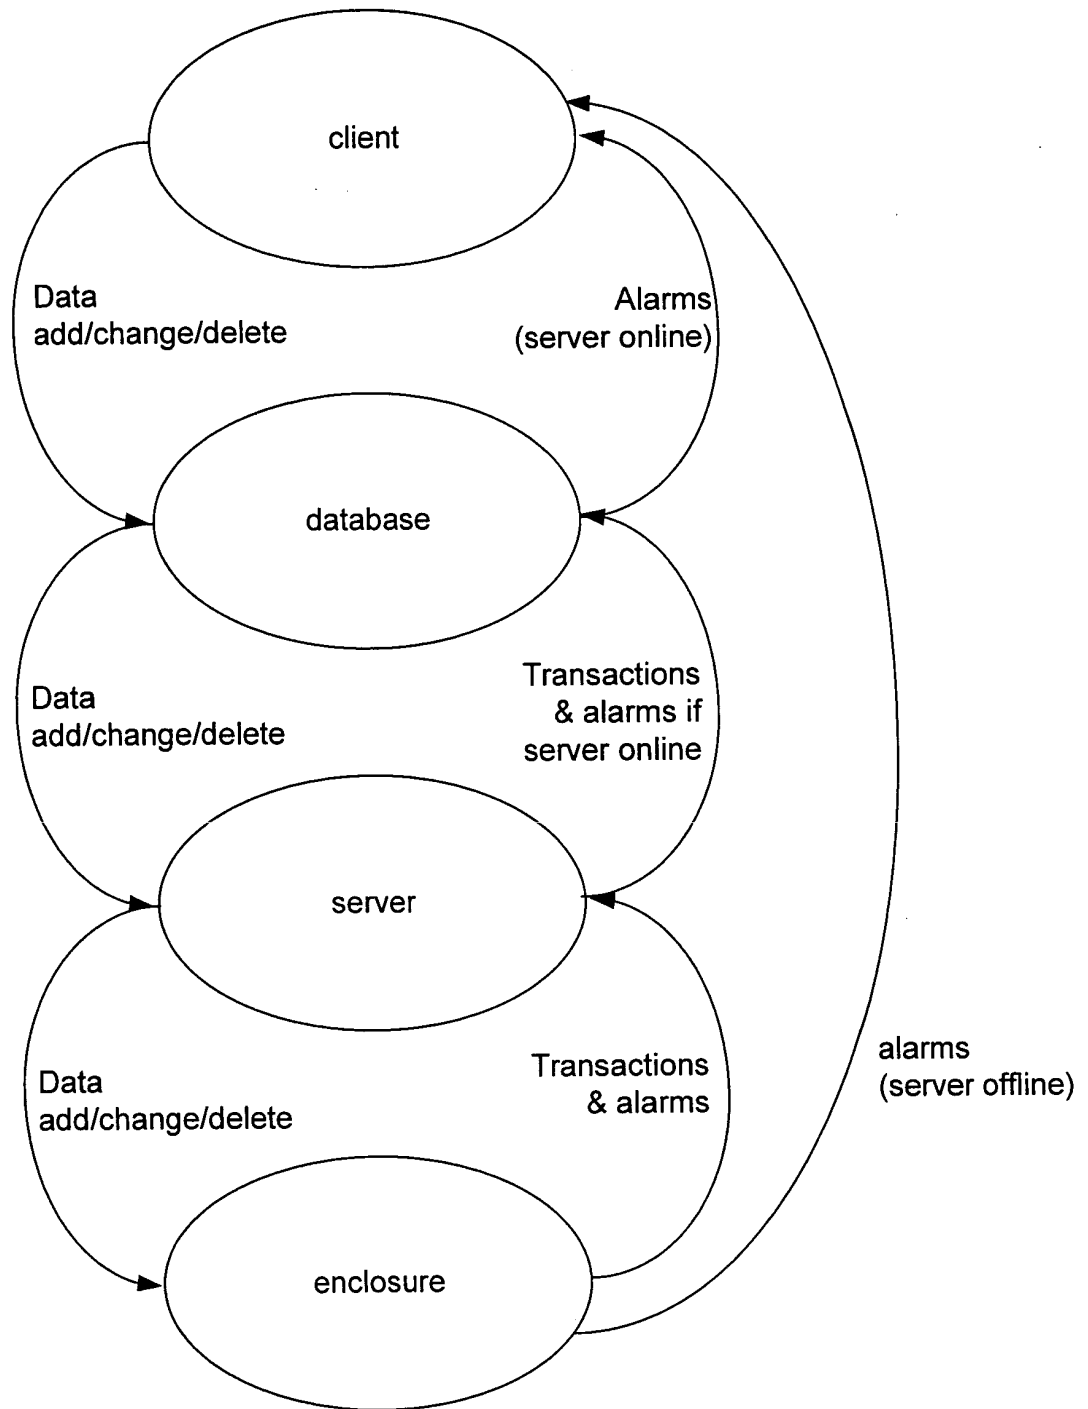 client
Data
add/change/delete
Alarms
(server online)
database
Data
add/change/delete
Transactions
& alarms if
server online
server
Data
add/change/delete
Transactions
& alarms
alarms
(server offline)
enclosure